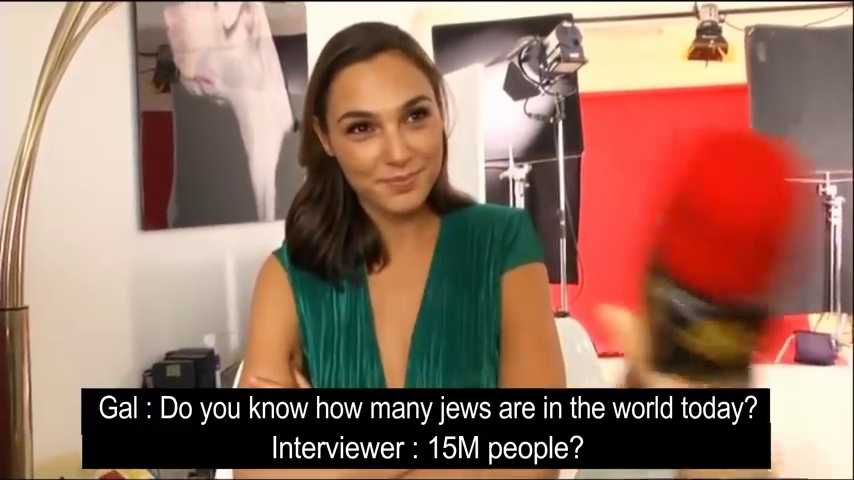 Gal : Do you know how many jews are in the world today?
Interviewer : 15M people?